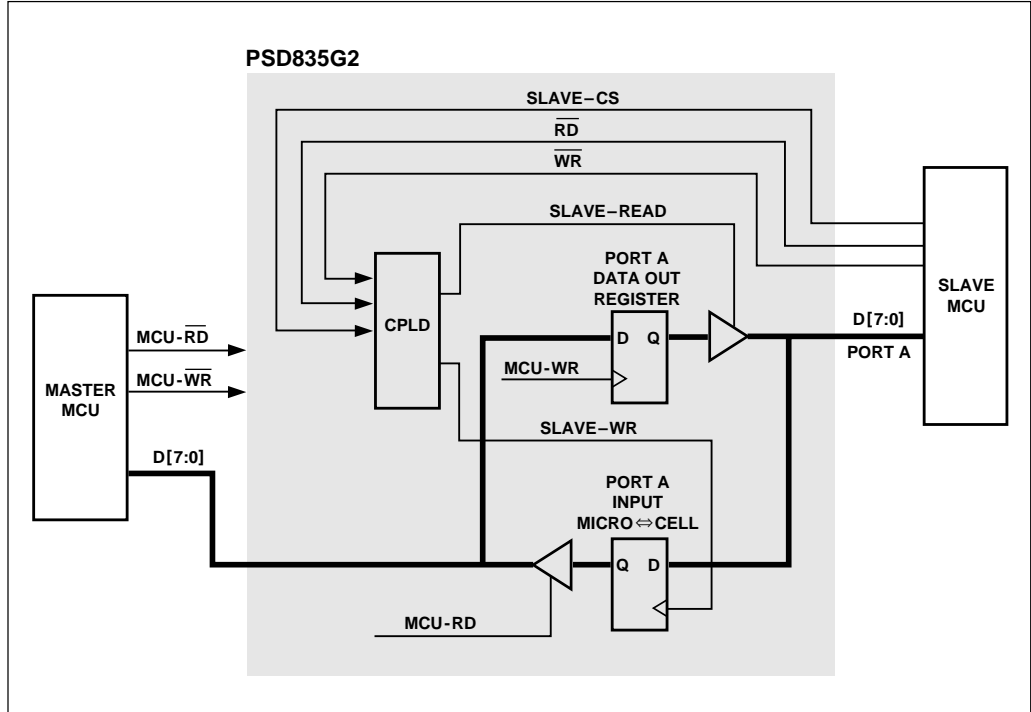 PSD835G2
SLAVE–CS
RD
WR
SLAVE–READ
PORT A
DATA OUT
REGISTER
SLAVE
MCU
CPLD
D[7:0]
PORT A
MCU-RD
D Q
MCU-WR
MASTER
MCU
MCU-WR
SLAVE–WR
D[7:0]
PORT A
INPUT
MICRO⇔CELL
Q D
MCU-RD